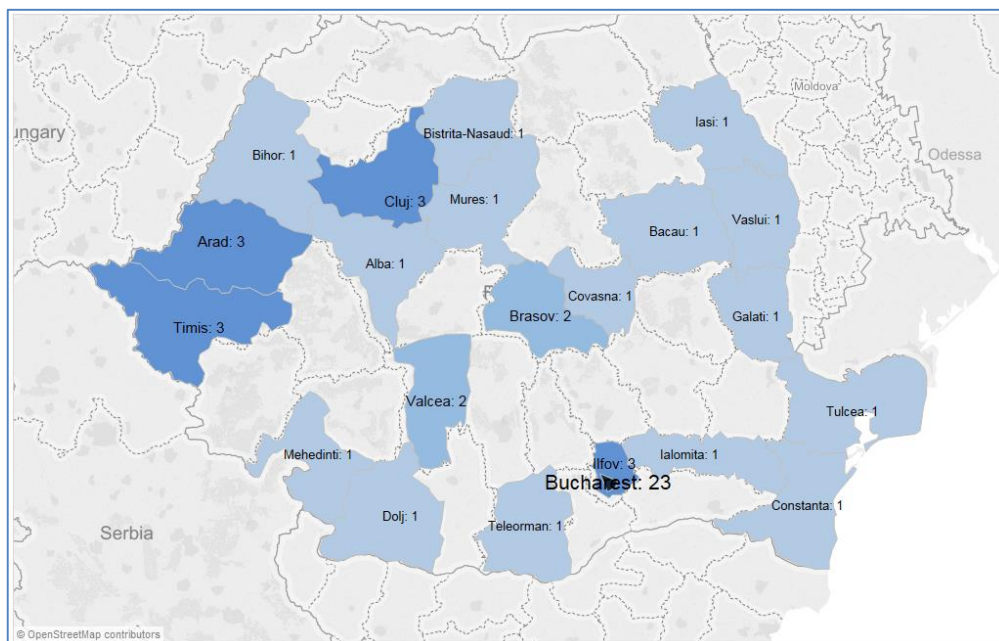 Moldova
Iasi: 1
ungary
Bistrita-Nasaud: 1
Bihor: 1
Odessa
Cluj: 3
Mures: 1
Vaslui: 1
Bacau: 1
Arad: 3
Alba: 1
Covasna: 1
Brasov: 2
Galati: 1
Timis: 3
Valcea: 2
Tulcea: 1
Mehedinti: 1
Ilfov: 3
Ialomita: 1
Bucharest: 23
Constanta: 1
Dolj: 1
Teleorman: 1
Serbia
© OpenStreetMap contributors